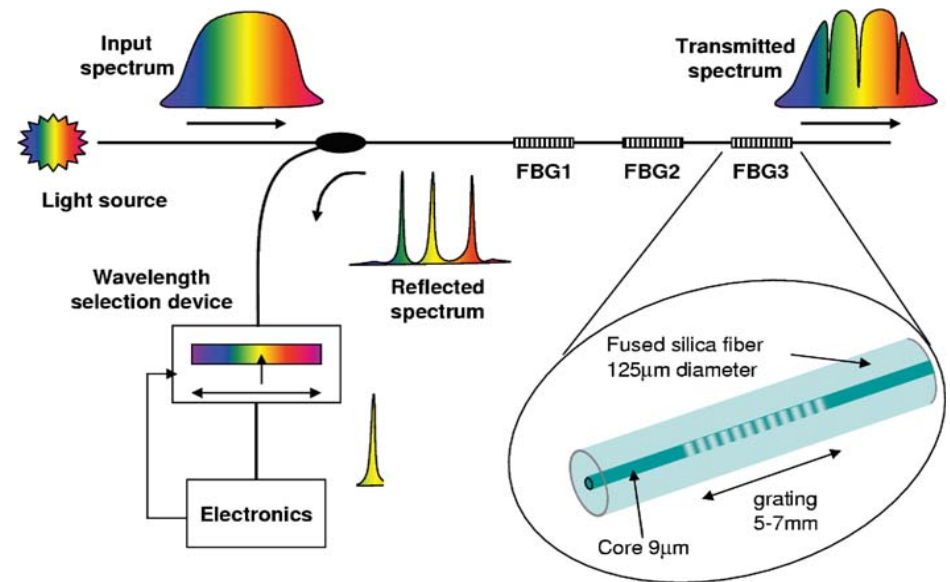 Input
spectrum
Transmitted
spectrum
Light source
FBG1
FBG2
FBG3
Reflected
spectrum
Wavelength
selection device
Electronics
Fused silica fiber
125μm diameter
grating
5-7mm
Core 9μm